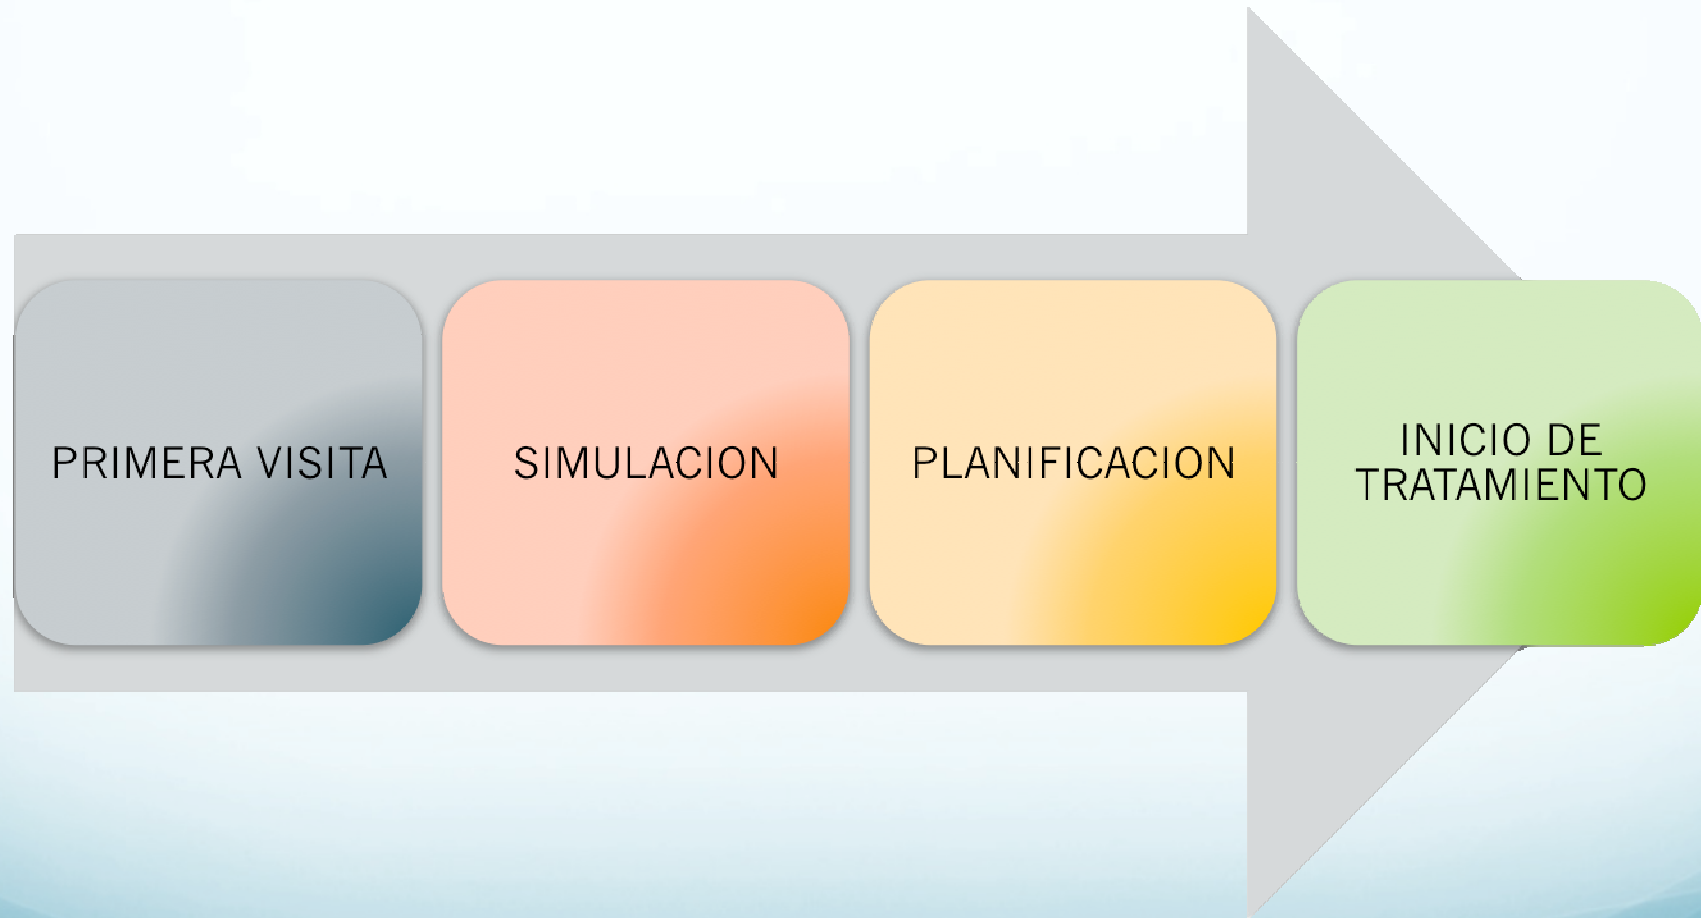 PRIMERA VISITA
SIMULACION
PLANIFICACION
INICIO DE
TRATAMIENTO